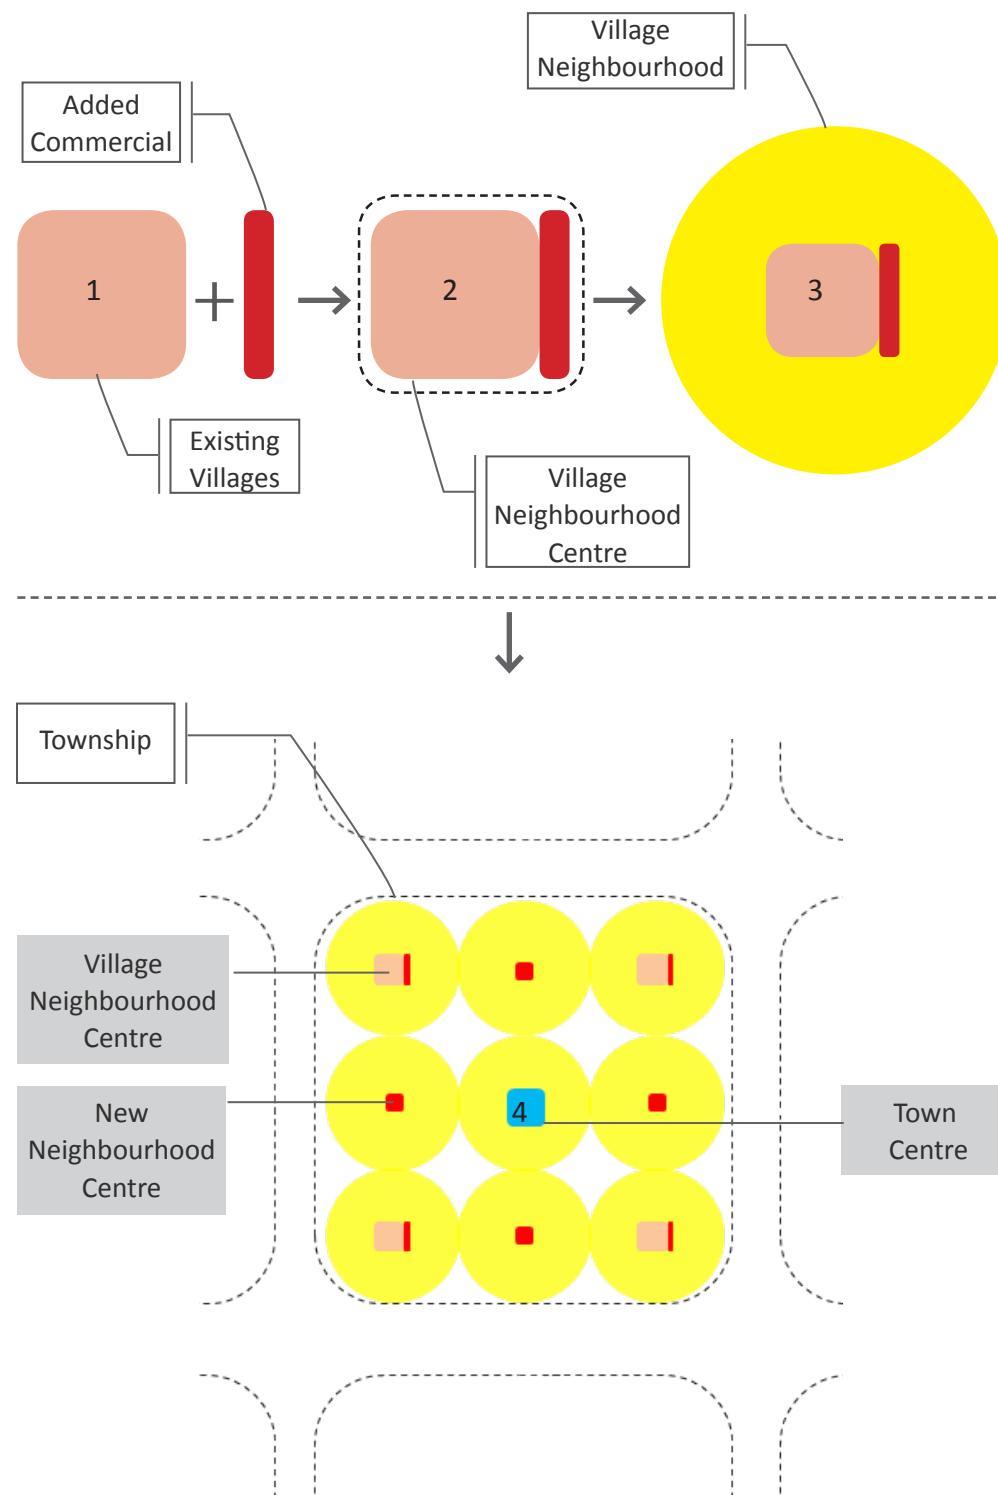 Village
Neighbourhood
Added
Commercial
1
2
3
Existing
Villages
Village
Neighbourhood
Centre
Township
Village
Neighbourhood
Centre
New
Neighbourhood
Centre
4
Town
Centre